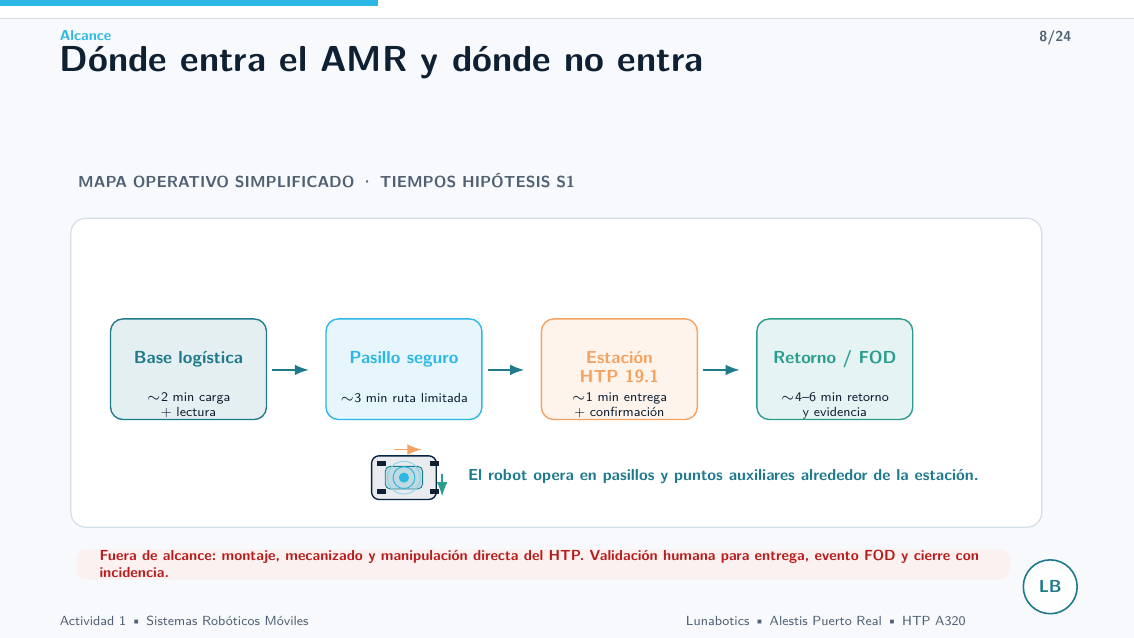 Alcance
8/24
Dónde entra el AMR y dónde no entra
MAPA OPERATIVO SIMPLIFICADO · TIEMPOS HIPÓTESIS S1
Base logística
~2 min carga
+ lectura
Pasillo seguro
~3 min ruta limitada
Estación
HTP 19.1
~1 min entrega
+ confirmación
Retorno / FOD
~4–6 min retorno
y evidencia
El robot opera en pasillos y puntos auxiliares alrededor de la estación.
Fuera de alcance: montaje, mecanizado y manipulación directa del HTP. Validación humana para entrega, evento FOD y cierre con
incidencia.
LB
Actividad 1 ▪ Sistemas Robóticos Móviles
Lunabotics ▪ Alestis Puerto Real ▪ HTP A320